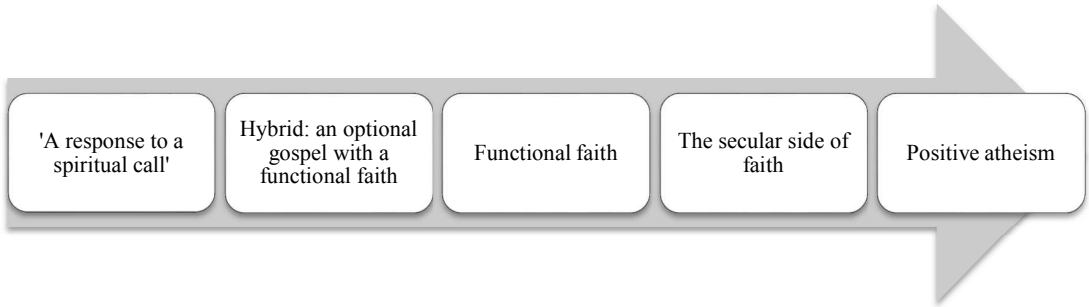 'A response to a
spiritual call'
Hybrid: an optional
gospel with a
functional faith
Functional faith
The secular side of
faith
Positive atheism